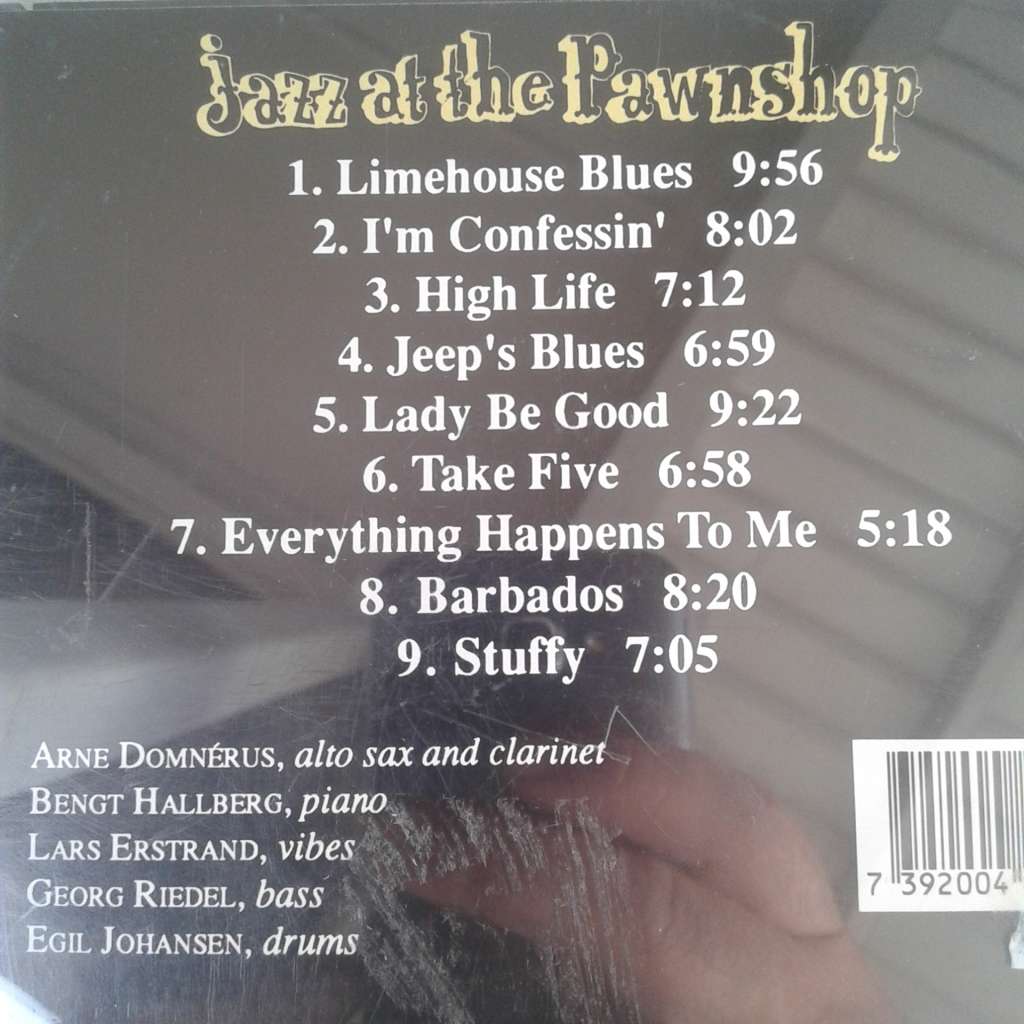 Jazz at the Pawnshop
1. Limehouse Blues 9:56
2. I'm Confessin' 8:02
3. High Life 7:12
4. Jeep's Blues 6:59
5. Lady Be Good 9:22
6. Take Five 6:58
7. Everything Happens To Me 5:18
8. Barbados 8:20
9. Stuffy 7:05
ARNE DOMNÉRUS, alto sax and clarinet
BENGT HALLBERG, piano
LARS ERSTRAND, vibes
GEORG RIEDEL, bass
EGIL JOHANSEN, drums
7 392004